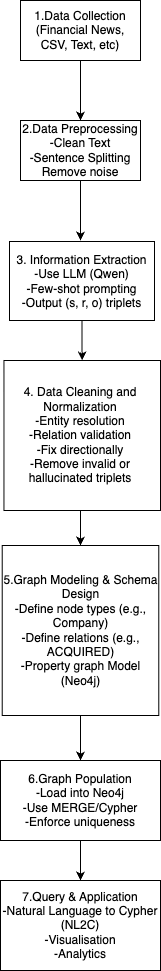 1.Data Collection
(Financial News,
CSV, Text, etc)
2.Data Preprocessing
-Clean Text
-Sentence Splitting
Remove noise
3. Information Extraction
-Use LLM (Qwen)
-Few-shot prompting
-Output (s, r, o) triplets
4. Data Cleaning and
Normalization
-Entity resolution
-Relation validation
-Fix directionally
-Remove invalid or
hallucinated triplets
5.Graph Modeling & Schema
Design
-Define node types (e.g.,
Company)
-Define relations (e.g.,
ACQUIRED)
-Property graph Model
(Neo4j)
6.Graph Population
-Load into Neo4j
-Use MERGE/Cypher
-Enforce uniqueness
7.Query & Application
-Natural Language to Cypher
(NL2C)
-Visualisation
-Analytics